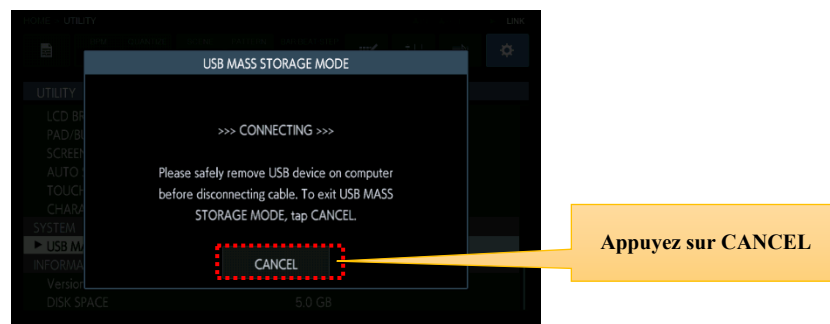 HOME UTILITY
LINK
USB MASS STORAGE MODE
UTILITY
LCD BR
>>> CONNECTING >>>
PAD/BU
SCREEN
AUTO
Please safely remove USB device on computer
TOUCH
before disconnecting cable. To exit USB MASS
CHARA
STORAGE MODE, tap CANCEL.
SYSTEM
USB MA
CANCEL
INFORMA
Version
DISK SPACE 5.0 GB
Appuyez sur CANCEL